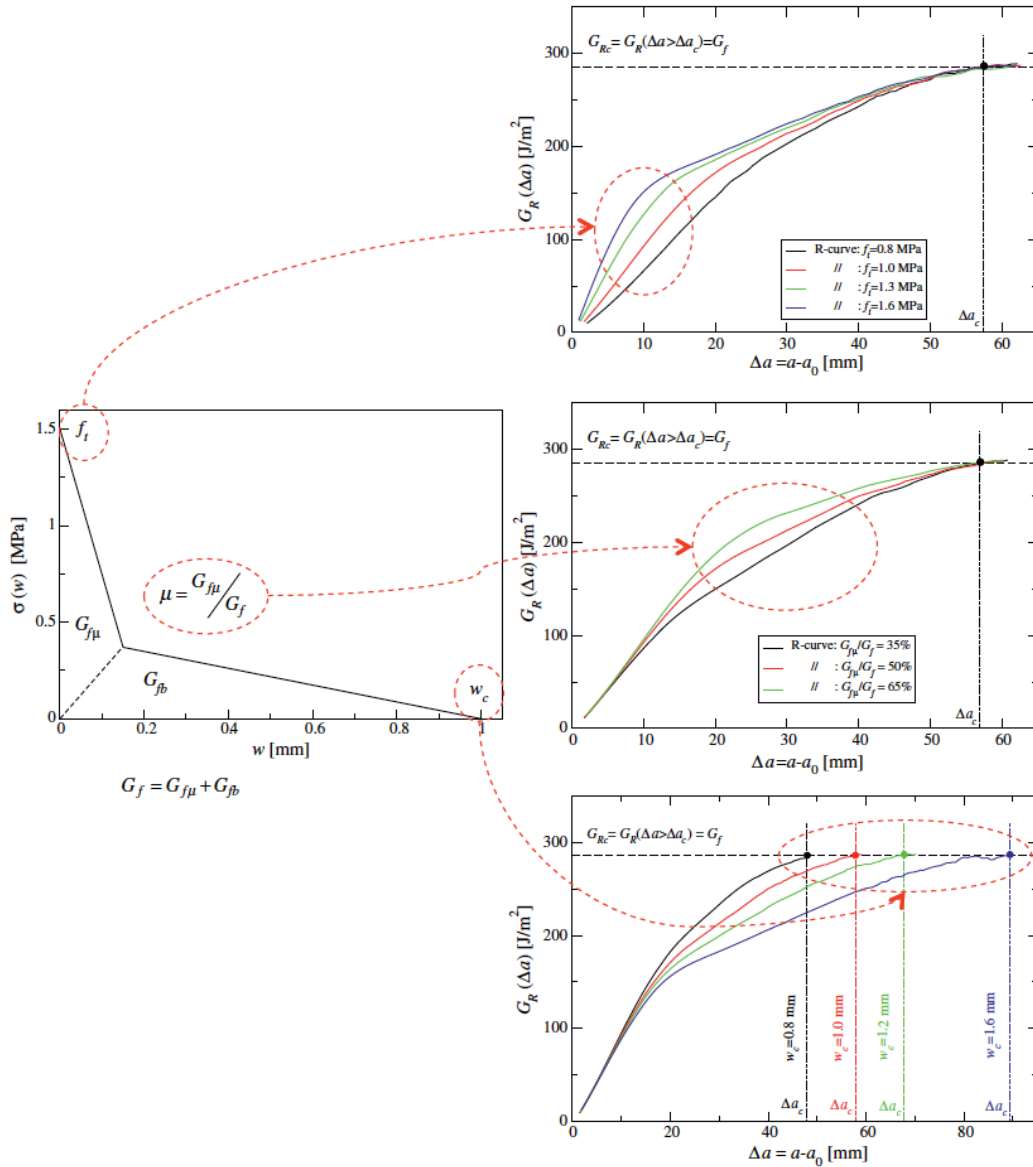 G_Rc = G_R(Δa>Δa_c)=G_f
300
200
100
0
G_R (Δa) [J/m²]
R-curve: f_t=0.8 MPa
// : f_t=1.0 MPa
// : f_t=1.3 MPa
// : f_t=1.6 MPa
Δa_c
0 10 20 30 40 50 60
Δa =a-a_0 [mm]
1.5
1
0.5
0
σ(w) [MPa]
f_t
μ = G_fμ/G_f
G_fμ
G_fb
w_c
0 0.2 0.4 0.6 0.8 1
w [mm]
G_f = G_fμ + G_fb
G_Rc = G_R(Δa>Δa_c)=G_f
300
200
100
0
G_R (Δa) [J/m²]
R-curve: G_fμ/G_f = 35%
// : G_fμ/G_f = 50%
// : G_fμ/G_f = 65%
Δa_c
0 10 20 30 40 50 60
Δa=a-a_0 [mm]
G_Rc = G_R(Δa>Δa_c) = G_f
300
200
100
0
G_R (Δa) [J/m²]
w_c=0.8 mm
w_c=1.0 mm
w_c=1.2 mm
w_c=1.6 mm
Δa_c
Δa_c
Δa_c
Δa_c
0 20 40 60 80
Δa = a-a_0 [mm]